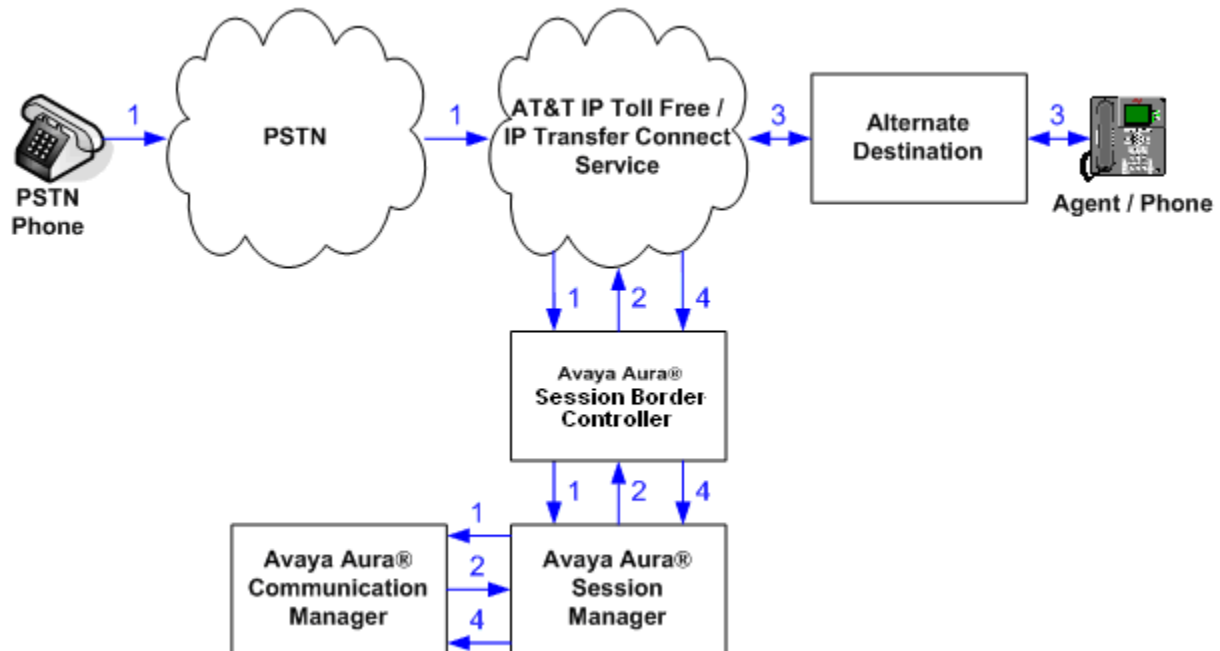 1
PSTN
Phone
PSTN
1
AT&T IP Toll Free /
IP Transfer Connect
Service
3
Alternate
Destination
3
Agent / Phone
1
2
4
Avaya Aura®
Session Border
Controller
1
2
4
1
2
4
Avaya Aura®
Communication
Manager
Avaya Aura®
Session
Manager